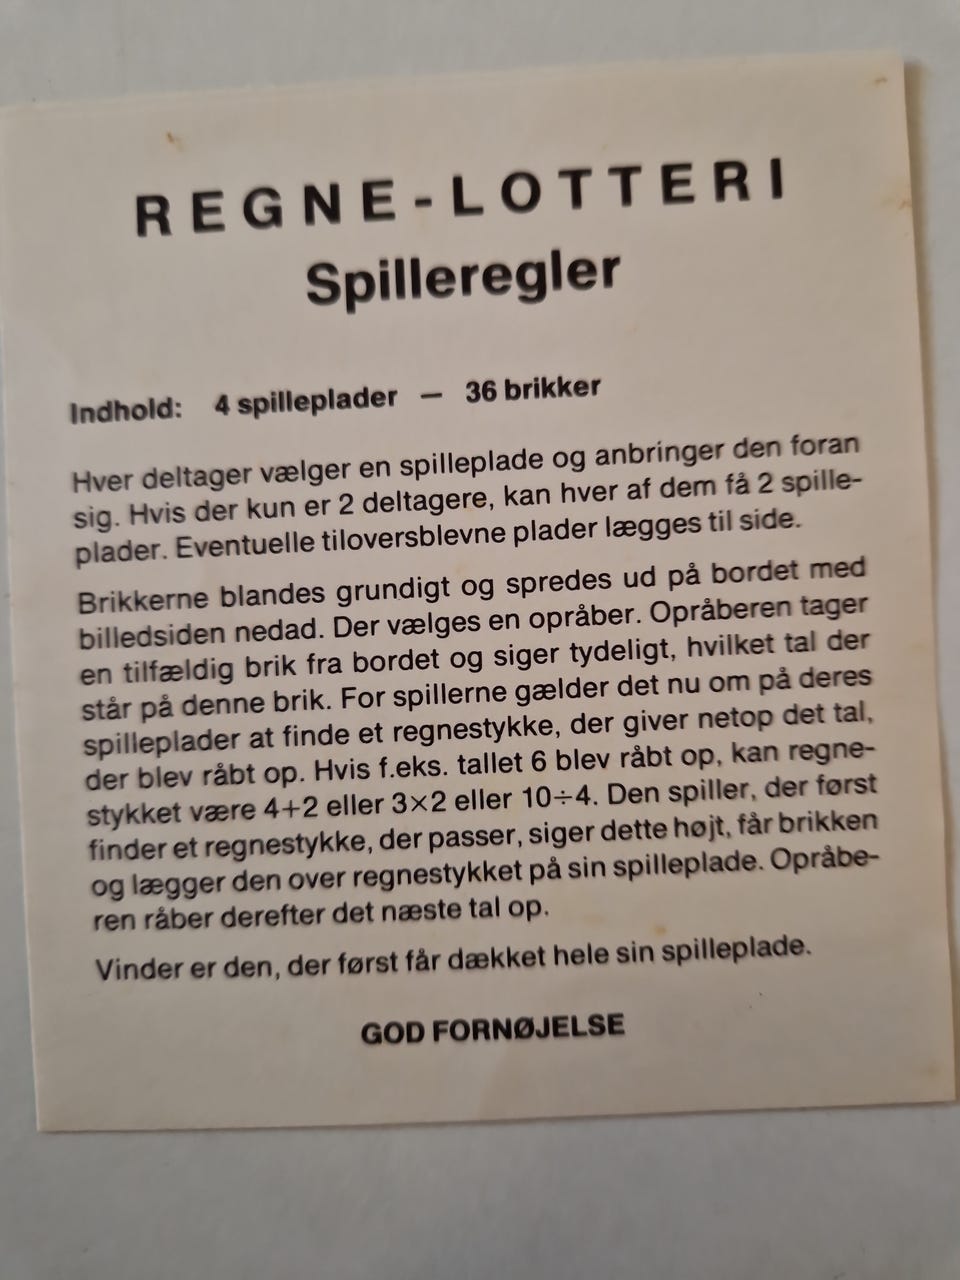 REGNE-LOTTERI
Spilleregler
Indhold: 4 spilleplader — 36 brikker
Hver deltager vælger en spilleplade og anbringer den foran
sig. Hvis der kun er 2 deltagere, kan hver af dem få 2 spille-
plader. Eventuelle tiloversblevne plader lægges til side.
Brikkerne blandes grundigt og spredes ud på bordet med
billedsiden nedad. Der vælges en opråber. Opråberen tager
en tilfældig brik fra bordet og siger tydeligt, hvilket tal der
står på denne brik. For spillerne gælder det nu om på deres
spilleplader at finde et regnestykke, der giver netop det tal,
der blev råbt op. Hvis f.eks. tallet 6 blev råbt op, kan regne-
stykket være 4+2 eller 3×2 eller 10÷4. Den spiller, der først
finder et regnestykke, der passer, siger dette højt, får brikken
og lægger den over regnestykket på sin spilleplade. Opråbe-
ren råber derefter det næste tal op.
Vinder er den, der først får dækket hele sin spilleplade.
GOD FORNØJELSE